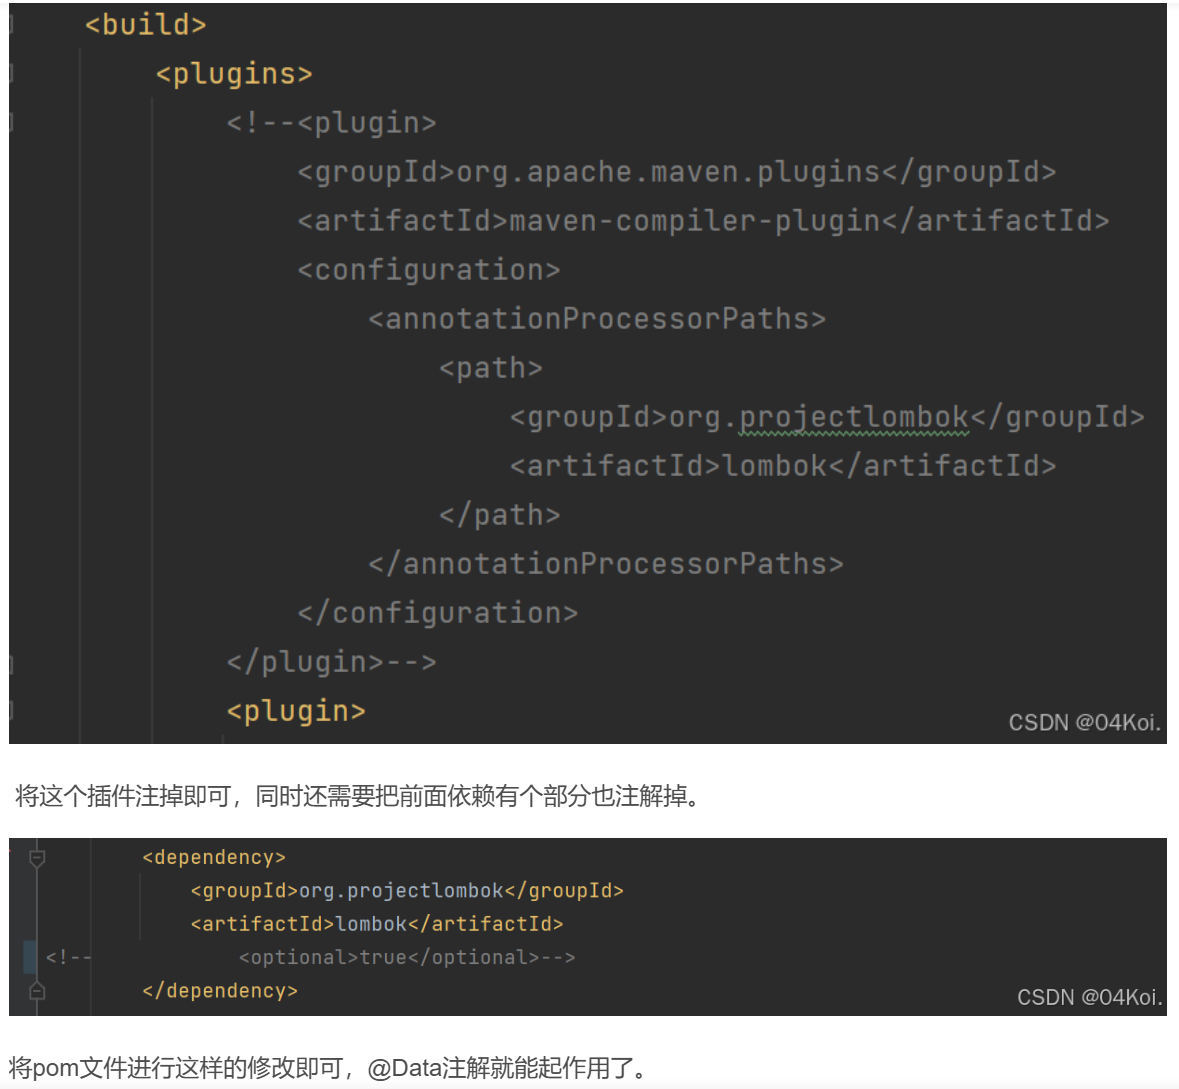 <build>
<plugins>
<!--<plugin>
<groupId>org.apache.maven.plugins</groupId>
<artifactId>maven-compiler-plugin</artifactId>
<configuration>
<annotationProcessorPaths>
<path>
<groupId>org.projectlombok</groupId>
<artifactId>lombok</artifactId>
</path>
</annotationProcessorPaths>
</configuration>
</plugin>-->
<plugin>
CSDN @04Koi.
将这个插件注掉即可，同时还需要把前面依赖有个部分也注解掉。
<dependency>
<groupId>org.projectlombok</groupId>
<artifactId>lombok</artifactId>
<!-- <optional>true</optional>-->
</dependency>
CSDN @04Koi.
将pom文件进行这样的修改即可，@Data注解就能起作用了。